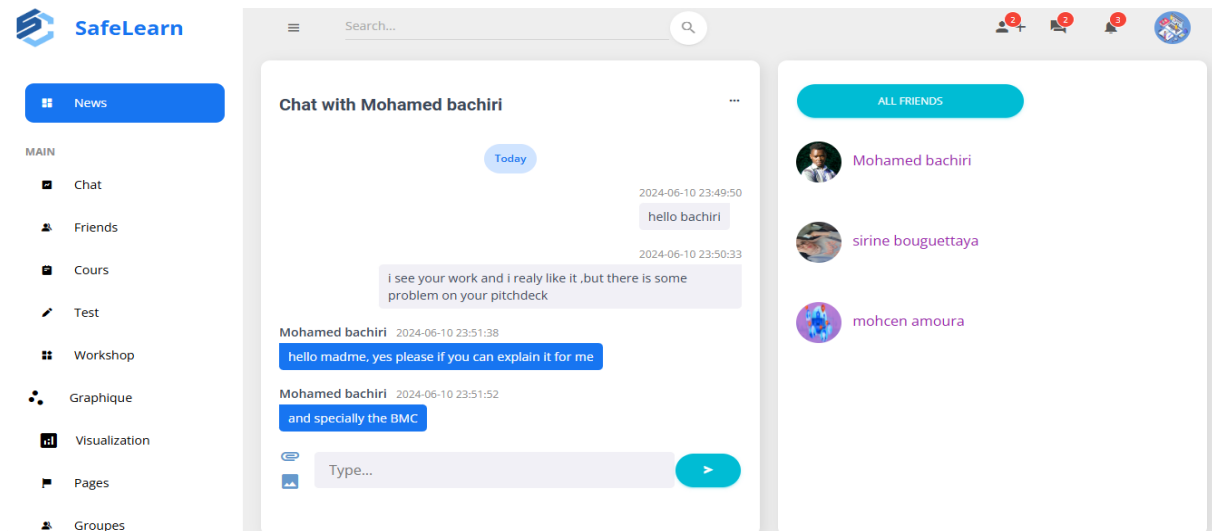 SafeLearn
Search...
2
2
3
News
MAIN
Chat
Friends
Cours
Test
Workshop
Graphique
Visualization
Pages
Groupes
Chat with Mohamed bachiri
...
Today
2024-06-10 23:49:50
hello bachiri
2024-06-10 23:50:33
i see your work and i realy like it ,but there is some
problem on your pitchdeck
Mohamed bachiri 2024-06-10 23:51:38
hello madme, yes please if you can explain it for me
Mohamed bachiri 2024-06-10 23:51:52
and specially the BMC
Type...
ALL FRIENDS
Mohamed bachiri
sirine bouguettaya
mohcen amoura